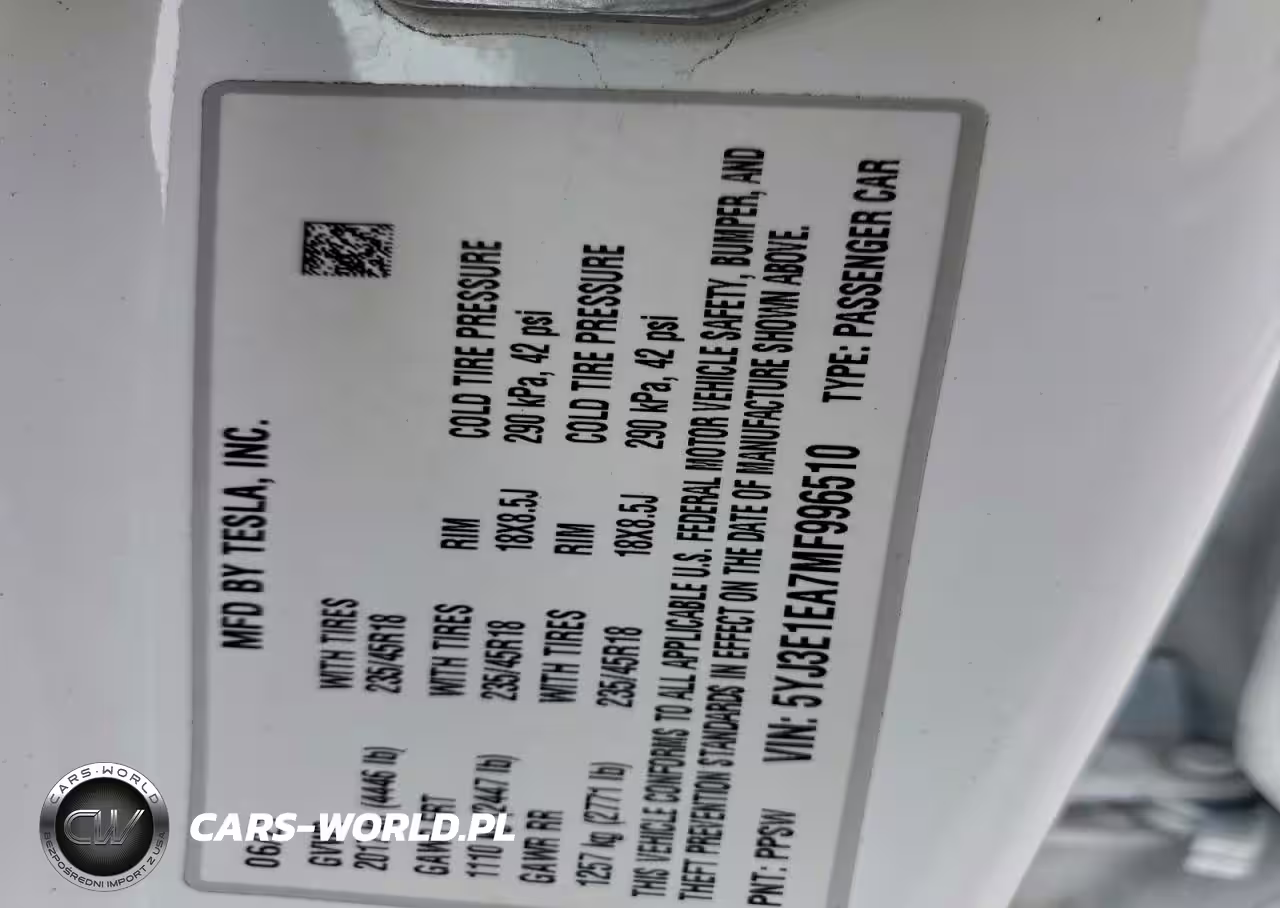 MFD BY TESLA, INC.
WITH TIRES
235/45R18
(4446 lb)
WITH TIRES RIM COLD TIRE PRESSURE
2447 lb) 235/45R18 18X8.5J 290 kPa, 42 psi
GAWR RR WITH TIRES RIM COLD TIRE PRESSURE
1257 kg (2771 lb) 235/45R18 18X8.5J 290 kPa, 42 psi
THIS VEHICLE CONFORMS TO ALL APPLICABLE U.S. FEDERAL MOTOR VEHICLE SAFETY, BUMPER, AND
THEFT PREVENTION STANDARDS IN EFFECT ON THE DATE OF MANUFACTURE SHOWN ABOVE.
PNT: PPSW VIN: 5YJ3E1EA7MF996510 TYPE: PASSENGER CAR
CARS-WORLD
CW
BEZPOŚREDNI IMPORT Z USA
CARS-WORLD.PL